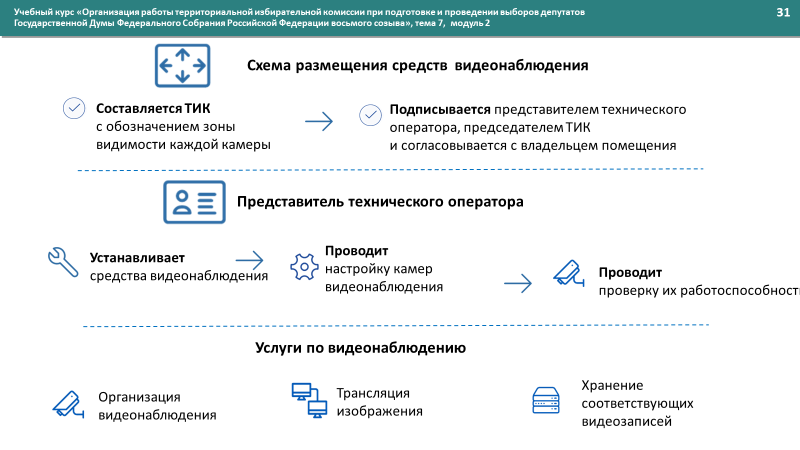 Учебный курс «Организация работы территориальной избирательной комиссии при подготовке и проведении выборов депутатов
Государственной Думы Федерального Собрания Российской Федерации восьмого созыва», тема 7, модуль 2
31
Схема размещения средств видеонаблюдения
Составляется ТИК
с обозначением зоны
видимости каждой камеры
Подписывается представителем технического
оператора, председателем ТИК
и согласовывается с владельцем помещения
Представитель технического оператора
Устанавливает
средства видеонаблюдения
Проводит
настройку камер
видеонаблюдения
Проводит
проверку их работоспособност
Услуги по видеонаблюдению
Организация
видеонаблюдения
Трансляция
изображения
Хранение
соответствующих
видеозаписей